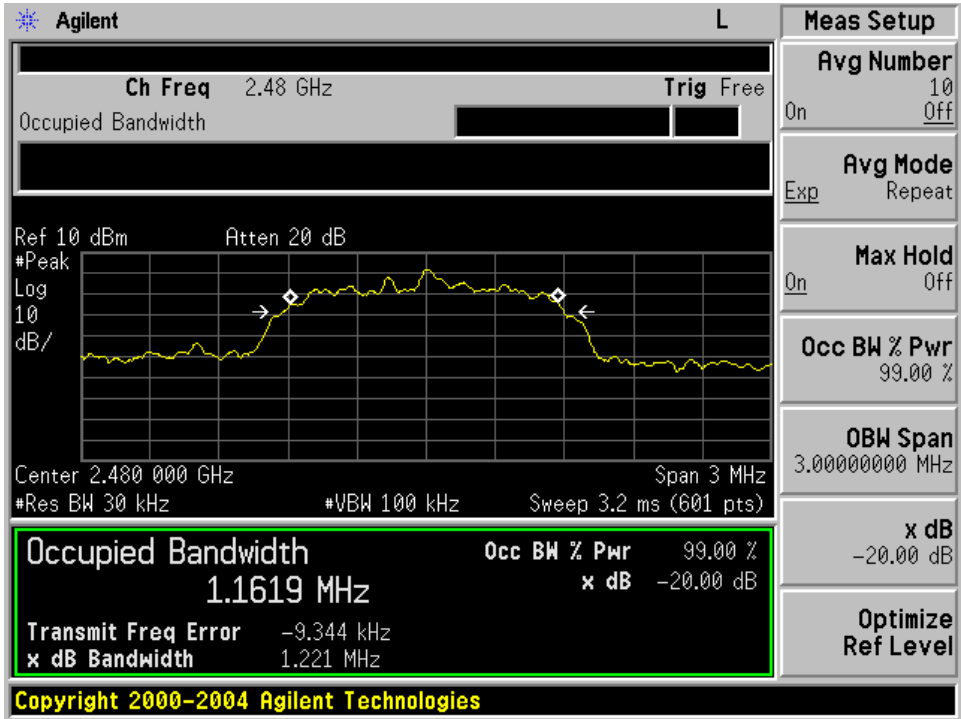 Agilent L
Ch Freq 2.48 GHz Trig Free
Occupied Bandwidth
Ref 10 dBm Atten 20 dB
#Peak
Log
10
dB/
Center 2.480 000 GHz Span 3 MHz
#Res BW 30 kHz #VBW 100 kHz Sweep 3.2 ms (601 pts)
Occupied Bandwidth Occ BW % Pwr 99.00 %
1.1619 MHz x dB -20.00 dB
Transmit Freq Error -9.344 kHz
x dB Bandwidth 1.221 MHz
Copyright 2000-2004 Agilent Technologies
Meas Setup
Avg Number
10
On Off
Avg Mode
Exp Repeat
Max Hold
On Off
Occ BW % Pwr
99.00 %
OBW Span
3.00000000 MHz
x dB
-20.00 dB
Optimize
Ref Level